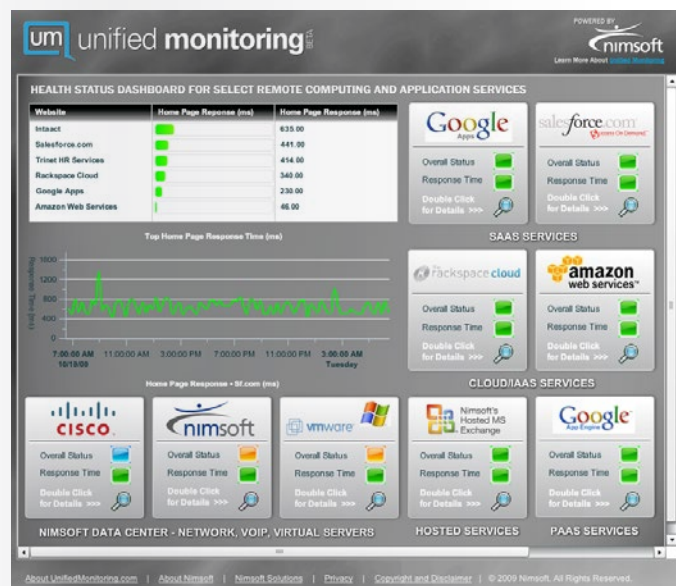 um unified monitoring BETA
POWERED BY
nimsoft
Learn More About Unified Monitoring
HEALTH STATUS DASHBOARD FOR SELECT REMOTE COMPUTING AND APPLICATION SERVICES
Website Home Page Reponse (ms) Home Page Response (ms)
Intaact 635.00
Salesforce.com 441.00
Trinet HR Services 414.00
Rackspace Cloud 340.00
Google Apps 230.00
Amazon Web Services 46.00
Google Apps
Overall Status
Response Time
Double Click
for Details >>>
salesforce.com
Success On Demand
Overall Status
Response Time
Double Click
for Details >>>
SAAS SERVICES
Top Home Page Response Time (ms)
Response Time (ms)
1600
1200
800
400
0
7:00:00 AM 11:00:00 AM 3:00:00 PM 7:00:00 PM 11:00:00 PM 3:00:00 AM
10/19/09 Tuesday
Home Page Response - Sf.com (ms)
the rackspace cloud
Overall Status
Response Time
Double Click
for Details >>>
amazon
web services™
Overall Status
Response Time
Double Click
for Details >>>
CLOUD/IAAS SERVICES
CISCO
Overall Status
Response Time
Double Click
for Details >>>
nimsoft
Overall Status
Response Time
Double Click
for Details >>>
vmware
Overall Status
Response Time
Double Click
for Details >>>
Nimsoft's
Hosted MS
Exchange
Overall Status
Response Time
Double Click
for Details >>>
Google
App Engine
Overall Status
Response Time
Double Click
for Details >>>
NIMSOFT DATA CENTER - NETWORK, VOIP, VIRTUAL SERVERS
HOSTED SERVICES
PAAS SERVICES
About UnifiedMonitoring.com | About Nimsoft | Nimsoft Solutions | Privacy | Copyright and Disclaimer | © 2009 Nimsoft. All Rights Reserved.